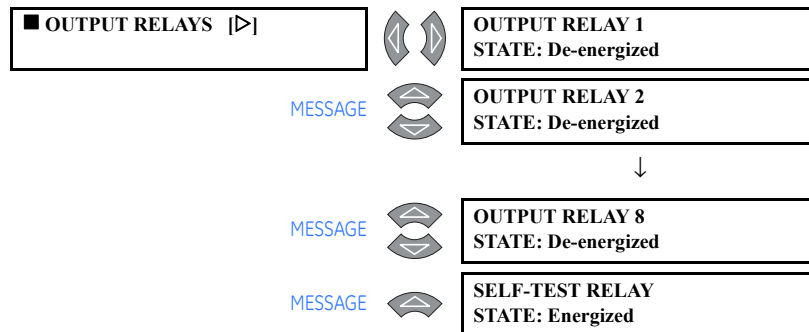 ■ OUTPUT RELAYS [▷]
OUTPUT RELAY 1
STATE: De-energized
MESSAGE
OUTPUT RELAY 2
STATE: De-energized
↓
MESSAGE
OUTPUT RELAY 8
STATE: De-energized
MESSAGE
SELF-TEST RELAY
STATE: Energized